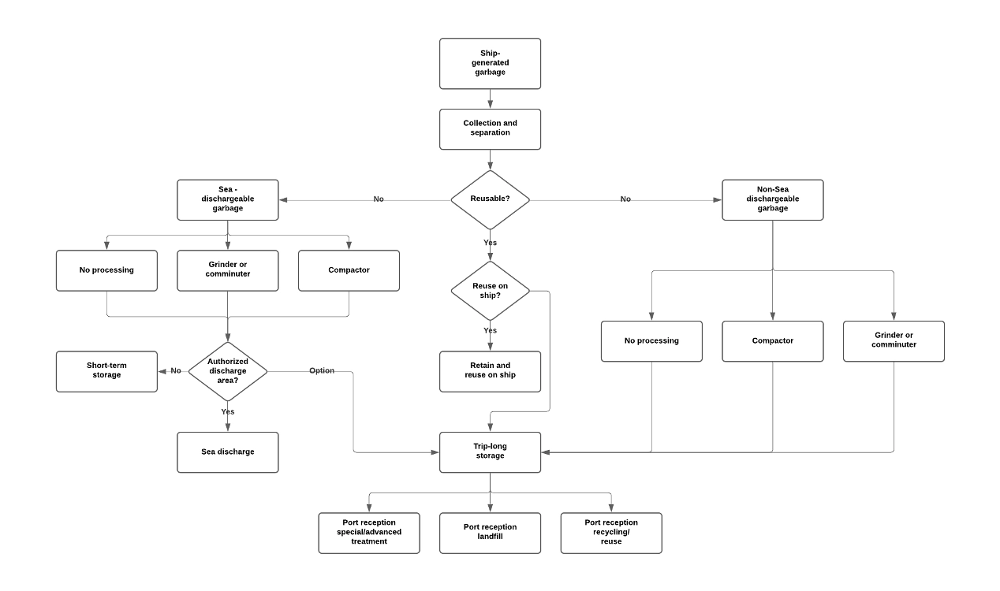 Ship-
generated
garbage
Collection and
separation
Reusable?
No
No
Sea -
dischargeable
garbage
Non-Sea
dischargeable
garbage
Yes
No processing
Grinder or
comminuter
Compactor
Reuse on
ship?
Yes
No processing
Compactor
Grinder or
comminuter
Short-term
storage
No
Authorized
discharge
area?
Option
Retain and
reuse on ship
Yes
Sea discharge
Trip-long
storage
Port reception
special/advanced
treatment
Port reception
landfill
Port reception
recycling/
reuse